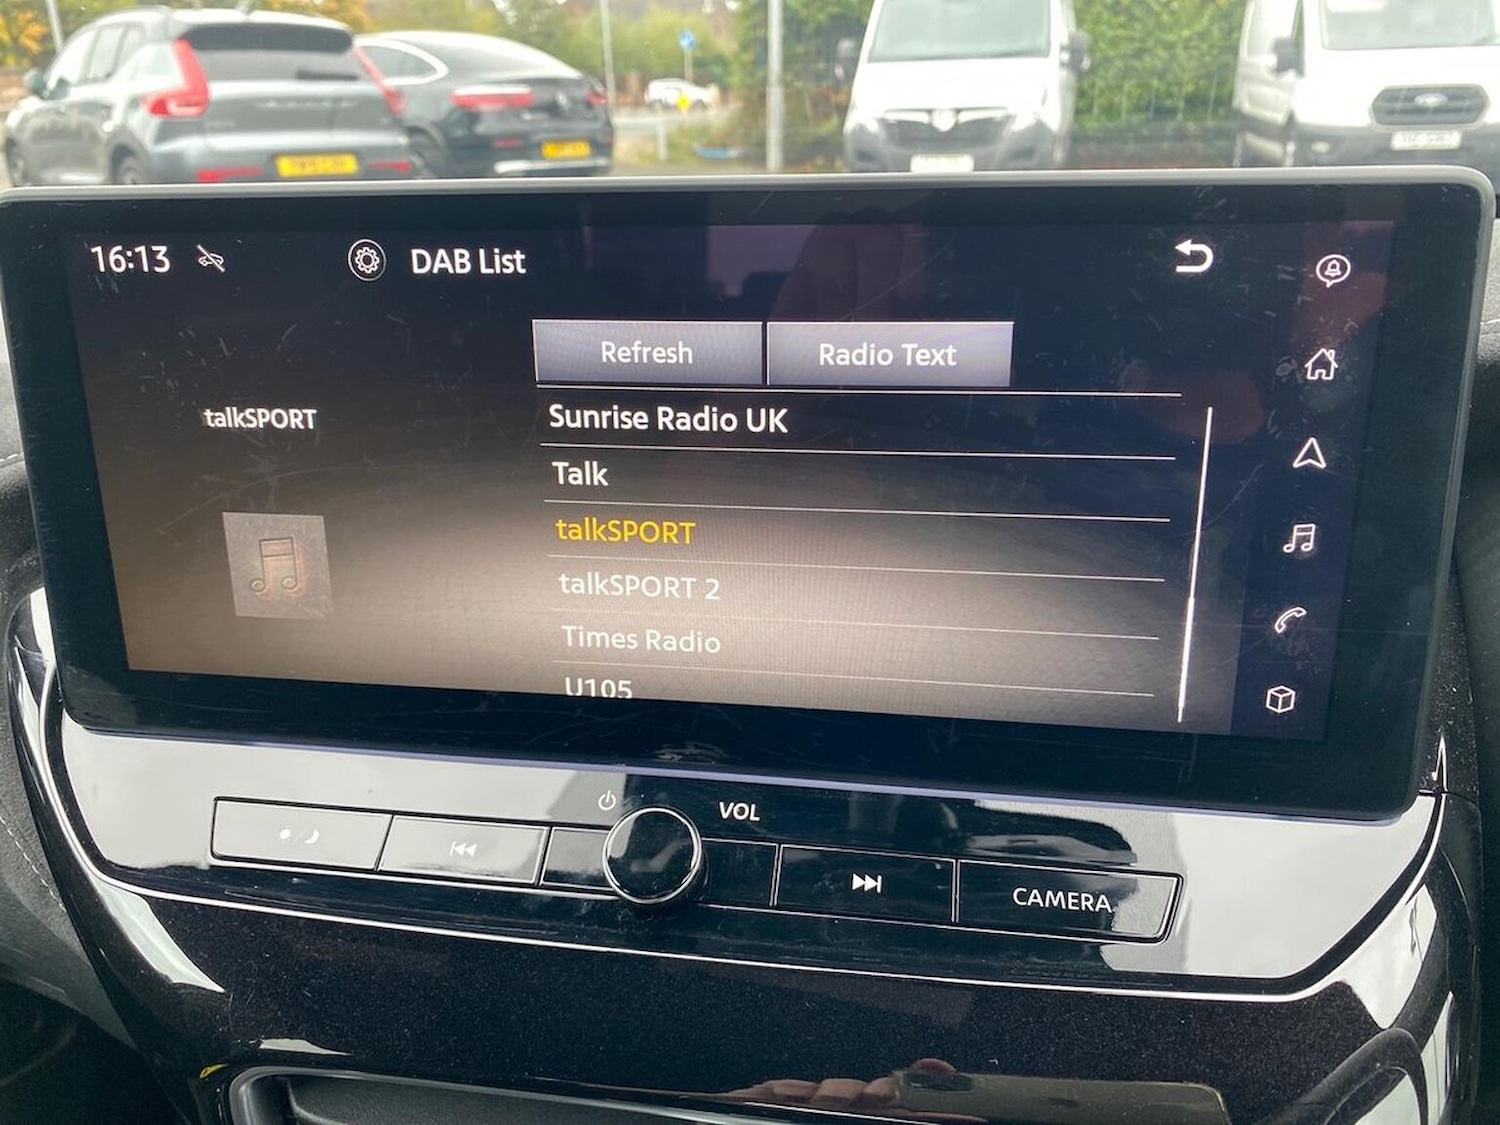 16:13
DAB List
Refresh
Radio Text
talkSPORT
Sunrise Radio UK
Talk
talkSPORT
talkSPORT 2
Times Radio
U105
VOL
CAMERA